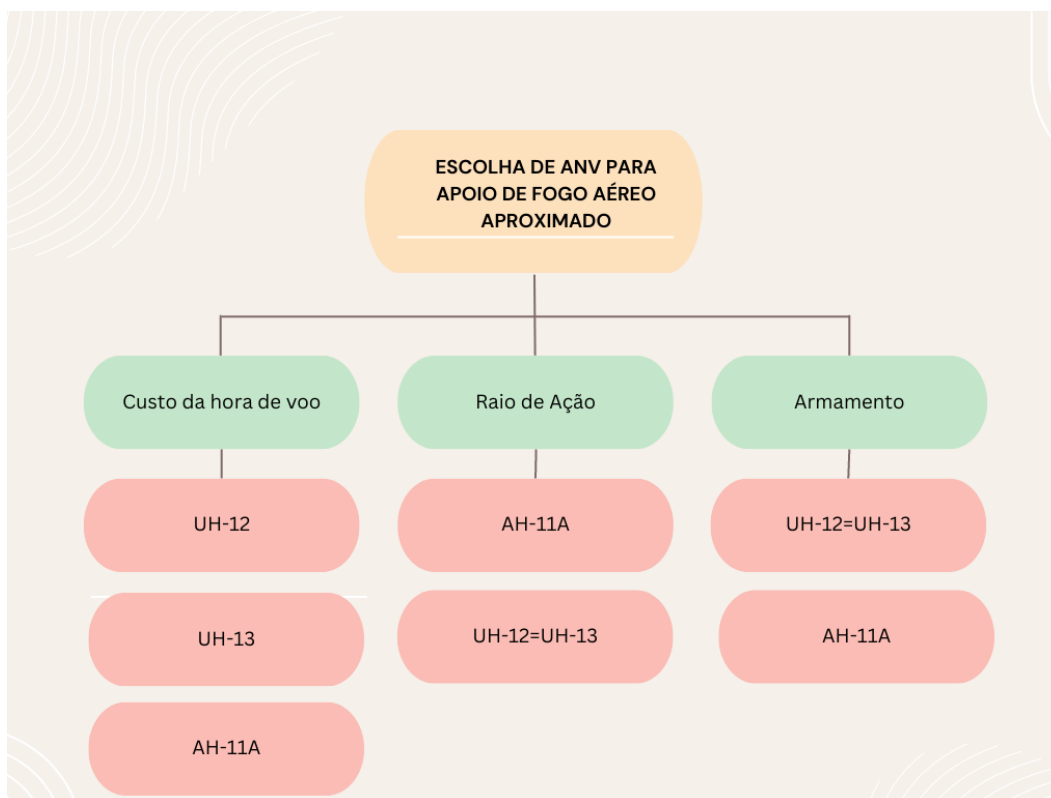 ESCOLHA DE ANV PARA
APOIO DE FOGO AÉREO
APROXIMADO
Custo da hora de voo
Raio de Ação
Armamento
UH-12
AH-11A
UH-12=UH-13
UH-13
UH-12=UH-13
AH-11A
AH-11A